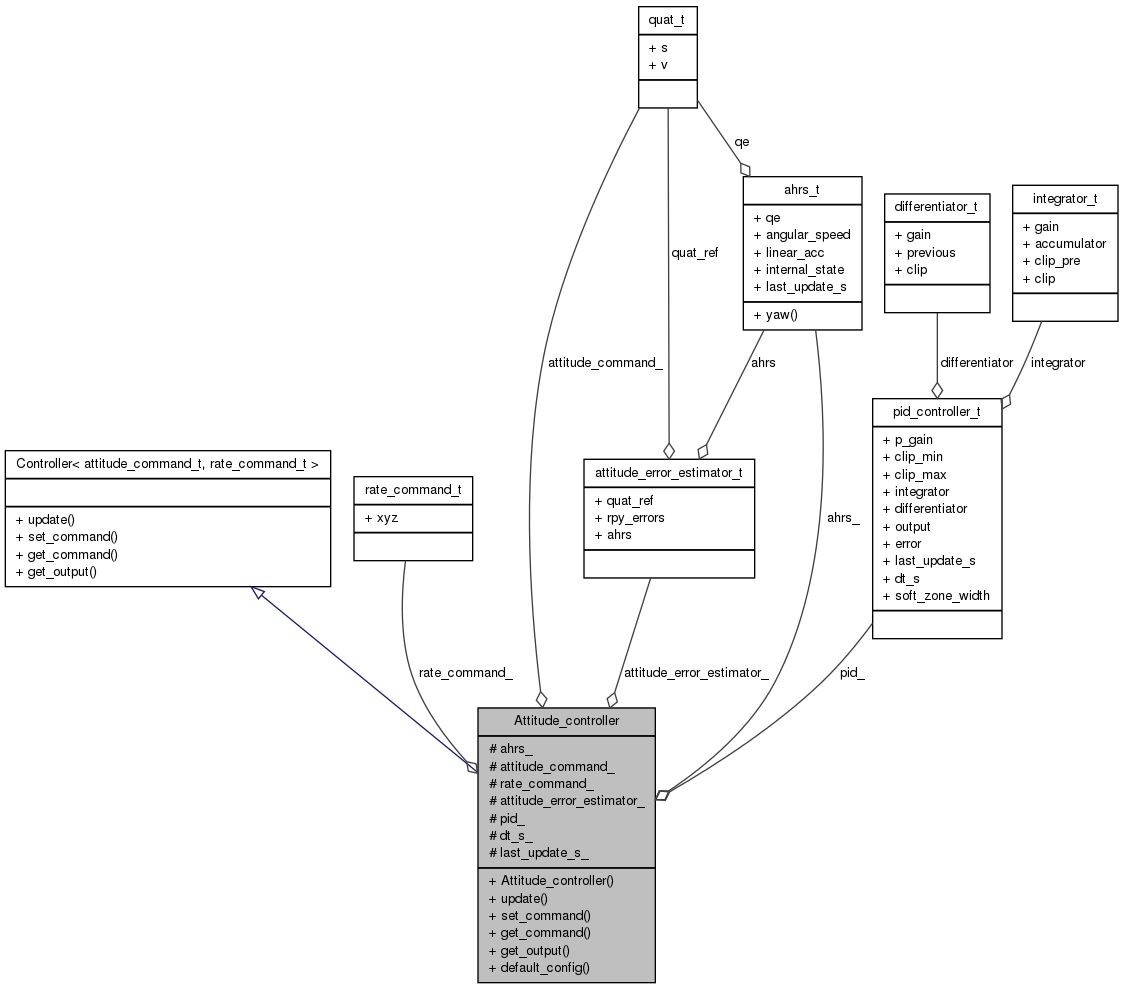 quat_t
+ s
+ v
qe
ahrs_t
+ qe
+ angular_speed
+ linear_acc
+ internal_state
+ last_update_s
+ yaw()
differentiator_t
+ gain
+ previous
+ clip
integrator_t
+ gain
+ accumulator
+ clip_pre
+ clip
quat_ref
attitude_command_
ahrs
differentiator
integrator
pid_controller_t
+ p_gain
+ clip_min
+ clip_max
+ integrator
+ differentiator
+ output
+ error
+ last_update_s
+ dt_s
+ soft_zone_width
Controller< attitude_command_t, rate_command_t >
+ update()
+ set_command()
+ get_command()
+ get_output()
rate_command_t
+ xyz
attitude_error_estimator_t
+ quat_ref
+ rpy_errors
+ ahrs
ahrs_
rate_command_
attitude_error_estimator_
pid_
Attitude_controller
# ahrs_
# attitude_command_
# rate_command_
# attitude_error_estimator_
# pid_
# dt_s_
# last_update_s_
+ Attitude_controller()
+ update()
+ set_command()
+ get_command()
+ get_output()
+ default_config()